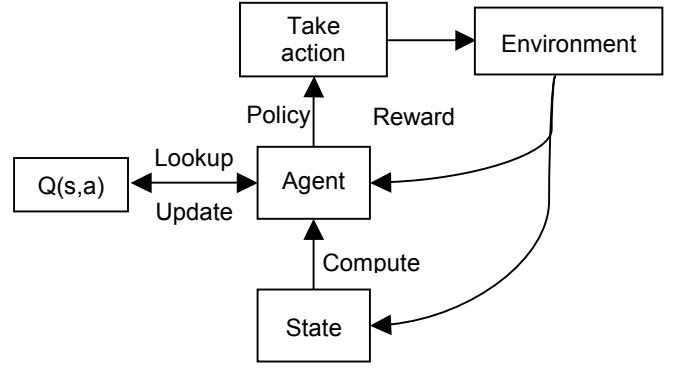 Take
action
Environment
Policy
Reward
Lookup
Q(s,a)
Agent
Update
Compute
State